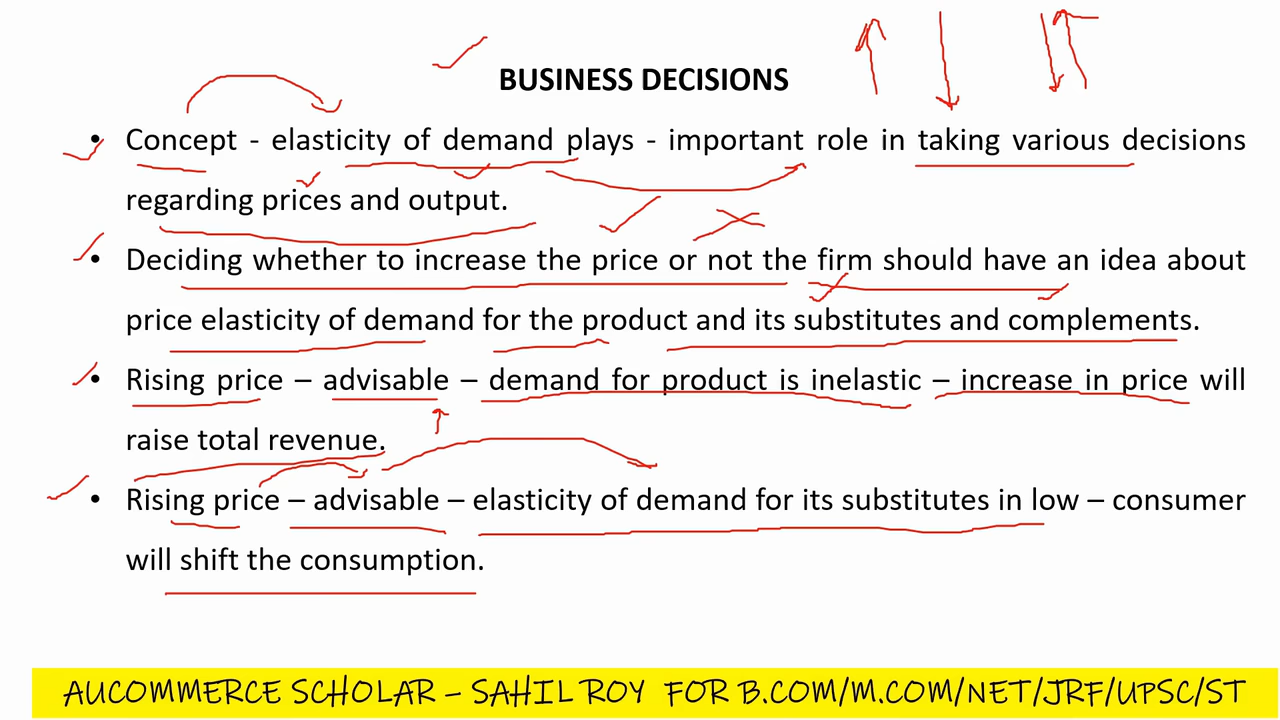 BUSINESS DECISIONS
• Concept - elasticity of demand plays - important role in taking various decisions
regarding prices and output.
• Deciding whether to increase the price or not the firm should have an idea about
price elasticity of demand for the product and its substitutes and complements.
• Rising price – advisable – demand for product is inelastic – increase in price will
raise total revenue.
• Rising price – advisable – elasticity of demand for its substitutes in low – consumer
will shift the consumption.
AUCOMMERCE SCHOLAR – SAHIL ROY FOR B.COM/M.COM/NET/JRF/UPSC/ST